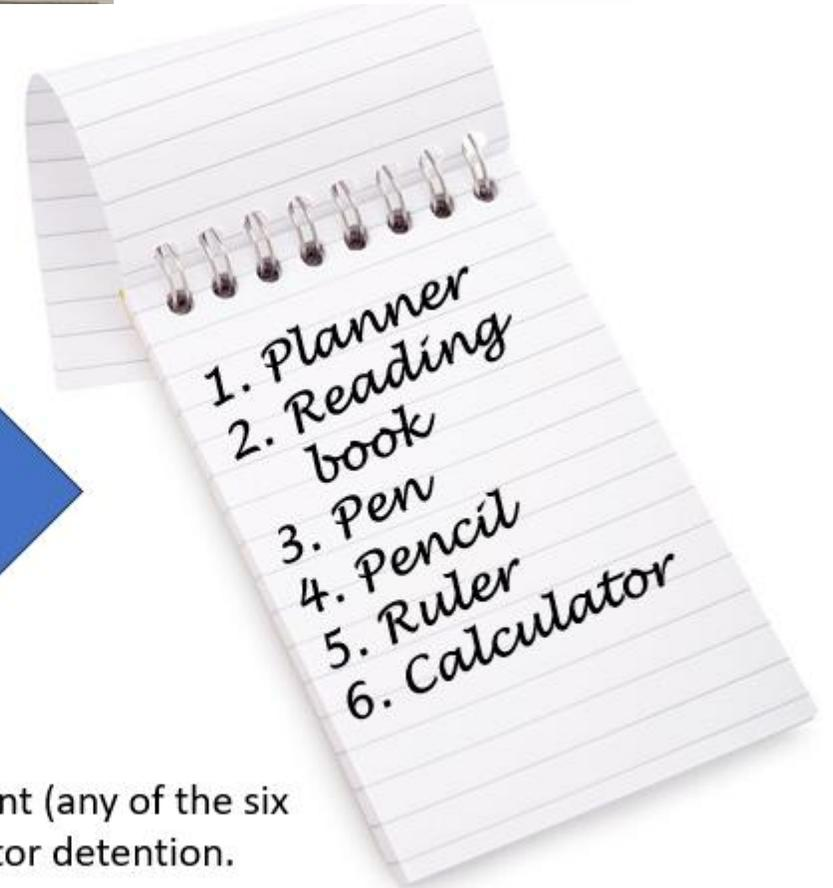 1. Planner
2. Reading
book
3. Pen
4. Pencil
5. Ruler
6. Calculator
nt (any of the six
tor detention.